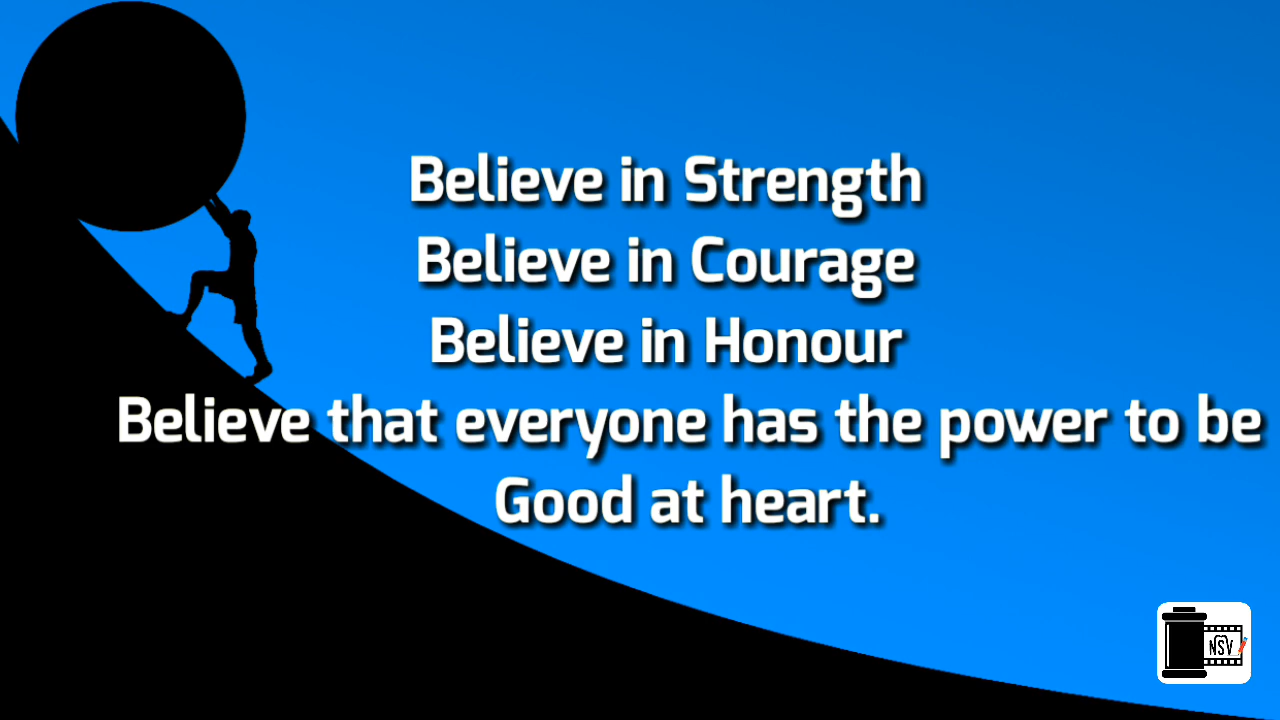 Believe in Strength
Believe in Courage
Believe in Honour
Believe that everyone has the power to be
Good at heart.
NSV